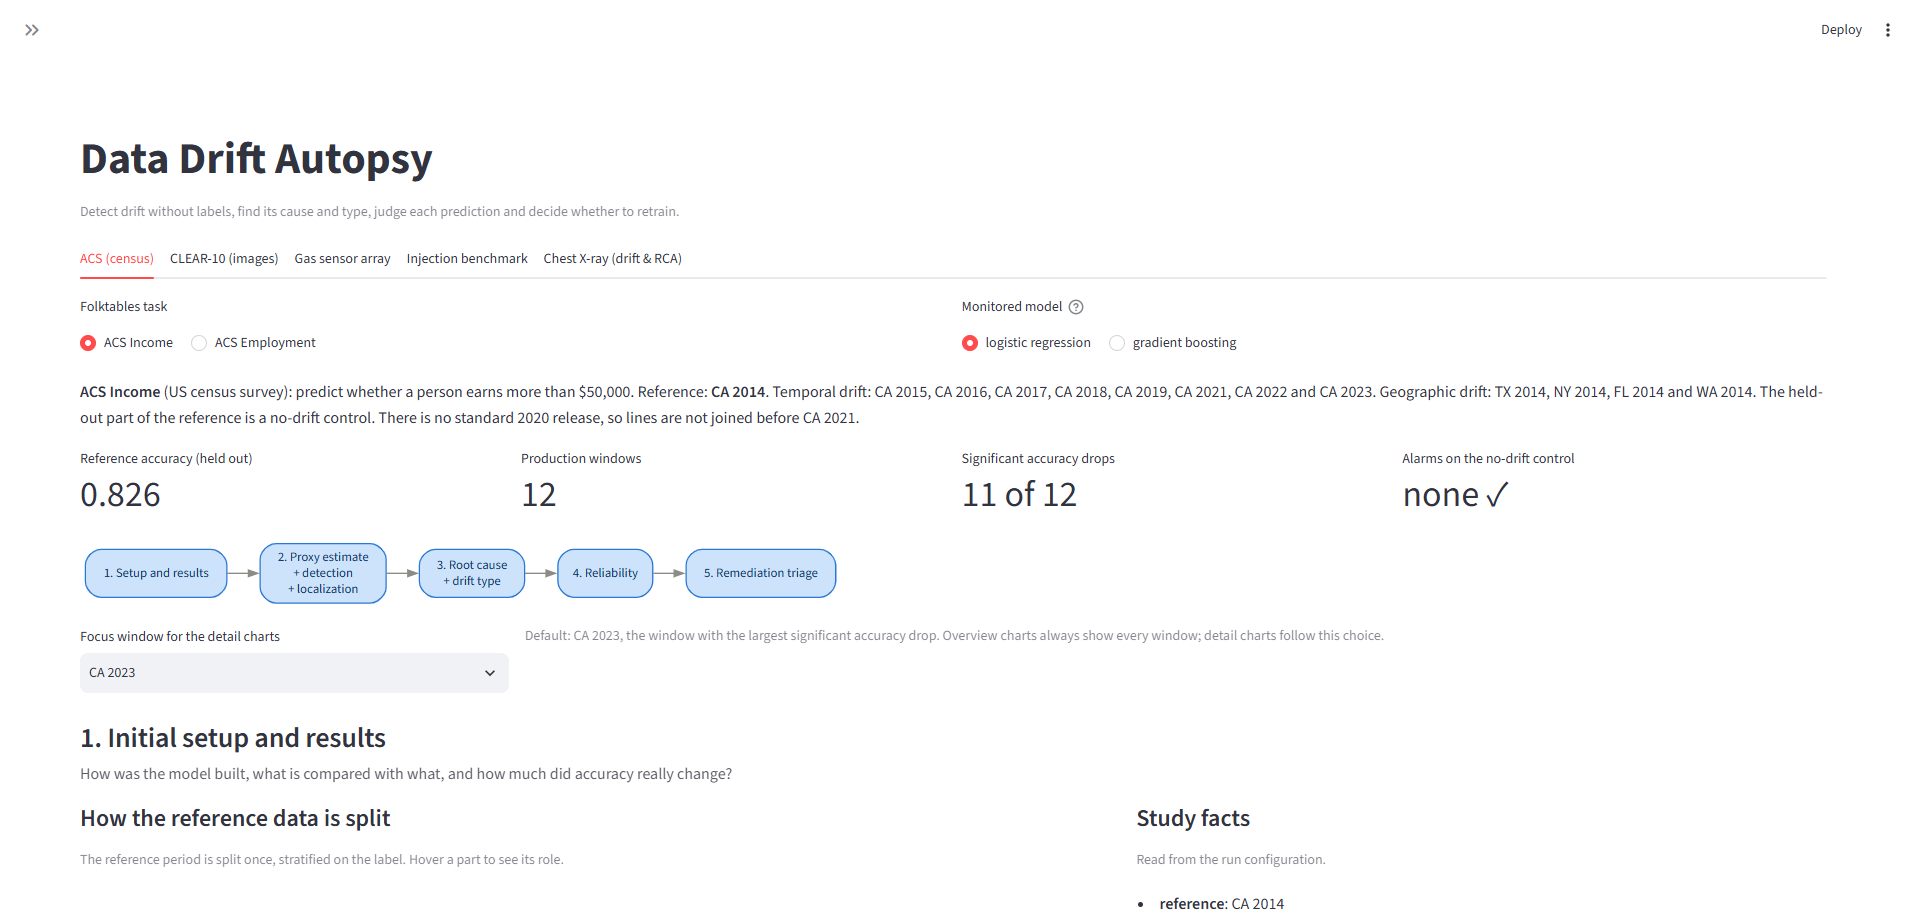 Deploy
Data Drift Autopsy
Detect drift without labels, find its cause and type, judge each prediction and decide whether to retrain.
ACS (census) CLEAR-10 (images) Gas sensor array Injection benchmark Chest X-ray (drift & RCA)
Folktables task
ACS Income ACS Employment
Monitored model
logistic regression gradient boosting
ACS Income (US census survey): predict whether a person earns more than $50,000. Reference: CA 2014. Temporal drift: CA 2015, CA 2016, CA 2017, CA 2018, CA 2019, CA 2021, CA 2022 and CA 2023. Geographic drift: TX 2014, NY 2014, FL 2014 and WA 2014. The held-
out part of the reference is a no-drift control. There is no standard 2020 release, so lines are not joined before CA 2021.
Reference accuracy (held out)
0.826
Production windows
12
Significant accuracy drops
11 of 12
Alarms on the no-drift control
none ✓
1. Setup and results
2. Proxy estimate
+ detection
+ localization
3. Root cause
+ drift type
4. Reliability
5. Remediation triage
Focus window for the detail charts
CA 2023
Default: CA 2023, the window with the largest significant accuracy drop. Overview charts always show every window; detail charts follow this choice.
1. Initial setup and results
How was the model built, what is compared with what, and how much did accuracy really change?
How the reference data is split
The reference period is split once, stratified on the label. Hover a part to see its role.
Study facts
Read from the run configuration.
• reference: CA 2014